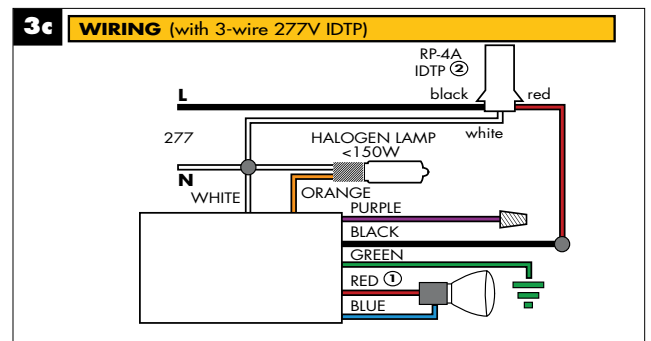 3c WIRING (with 3-wire 277V IDTP)
RP-4A
IDTP ②
black red
L
white
277
HALOGEN LAMP
<150W
N
WHITE
ORANGE
PURPLE
BLACK
GREEN
RED ①
BLUE